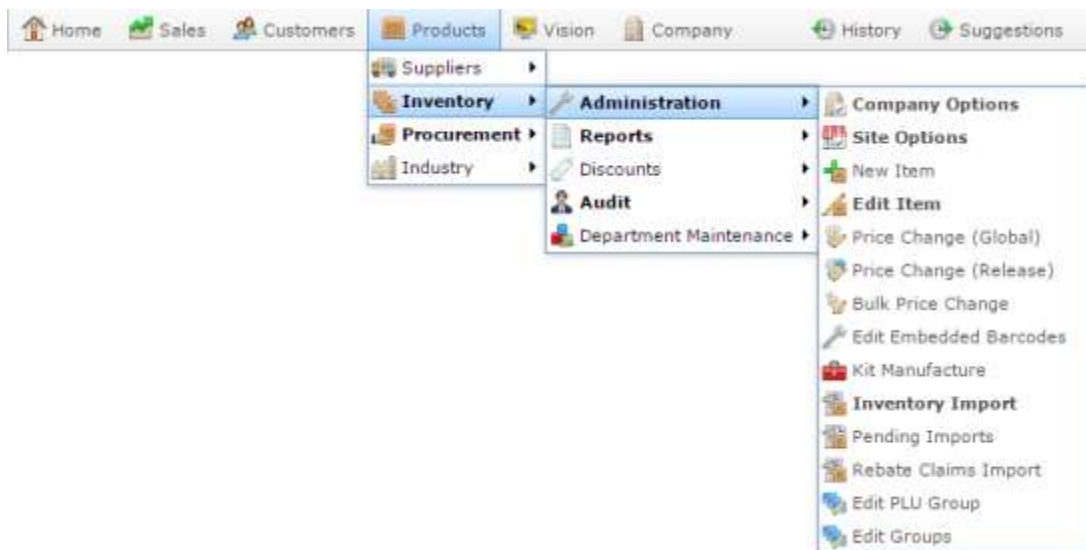 Home Sales Customers Products Vision Company History Suggestions
Suppliers
Inventory
Procurement
Industry
Administration
Reports
Discounts
Audit
Department Maintenance
Company Options
Site Options
New Item
Edit Item
Price Change (Global)
Price Change (Release)
Bulk Price Change
Edit Embedded Barcodes
Kit Manufacture
Inventory Import
Pending Imports
Rebate Claims Import
Edit PLU Group
Edit Groups